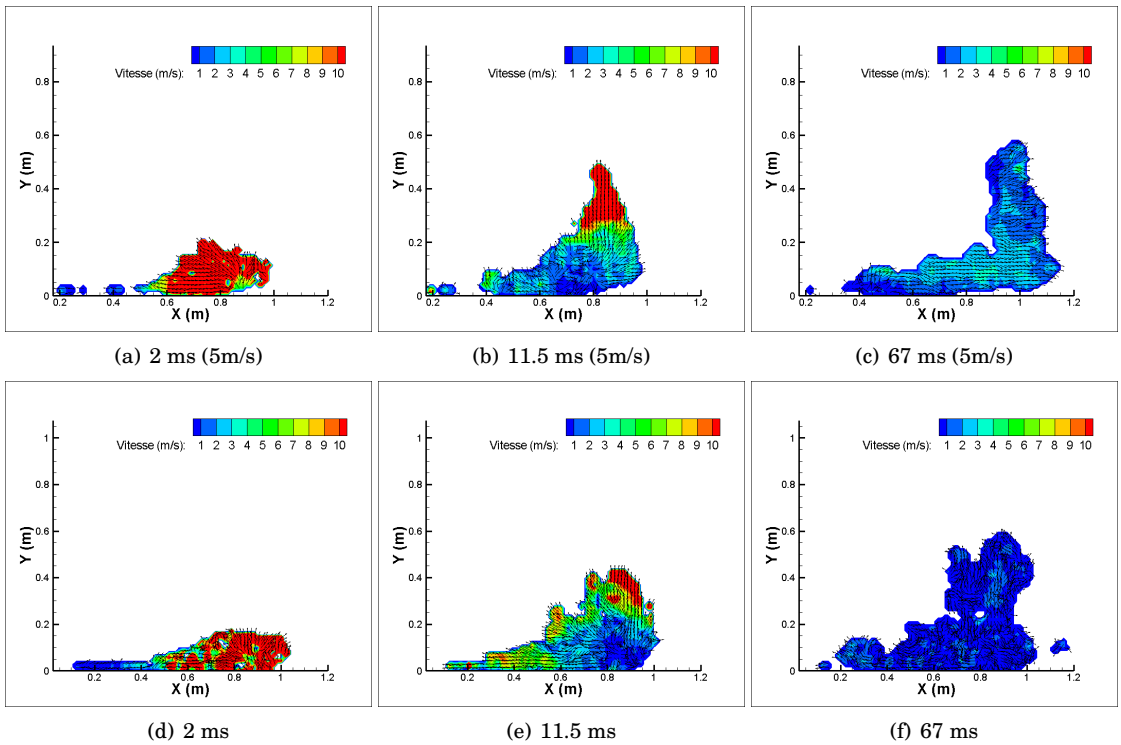 Vitesse (m/s): 1 2 3 4 5 6 7 8 9 10
Y (m)
0.8
0.6
0.4
0.2
0
0.2 0.4 0.6 0.8 1 1.2
X (m)
(a) 2 ms (5m/s)
Vitesse (m/s): 1 2 3 4 5 6 7 8 9 10
Y (m)
0.8
0.6
0.4
0.2
0
0.2 0.4 0.6 0.8 1 1.2
X (m)
(b) 11.5 ms (5m/s)
Vitesse (m/s): 1 2 3 4 5 6 7 8 9 10
Y (m)
0.8
0.6
0.4
0.2
0
0.2 0.4 0.6 0.8 1 1.2
X (m)
(c) 67 ms (5m/s)
Vitesse (m/s): 1 2 3 4 5 6 7 8 9 10
Y (m)
1
0.8
0.6
0.4
0.2
0
0.2 0.4 0.6 0.8 1 1.2
X (m)
(d) 2 ms
Vitesse (m/s): 1 2 3 4 5 6 7 8 9 10
Y (m)
1
0.8
0.6
0.4
0.2
0
0.2 0.4 0.6 0.8 1 1.2
X (m)
(e) 11.5 ms
Vitesse (m/s): 1 2 3 4 5 6 7 8 9 10
Y (m)
1
0.8
0.6
0.4
0.2
0
0.2 0.4 0.6 0.8 1 1.2
X (m)
(f) 67 ms